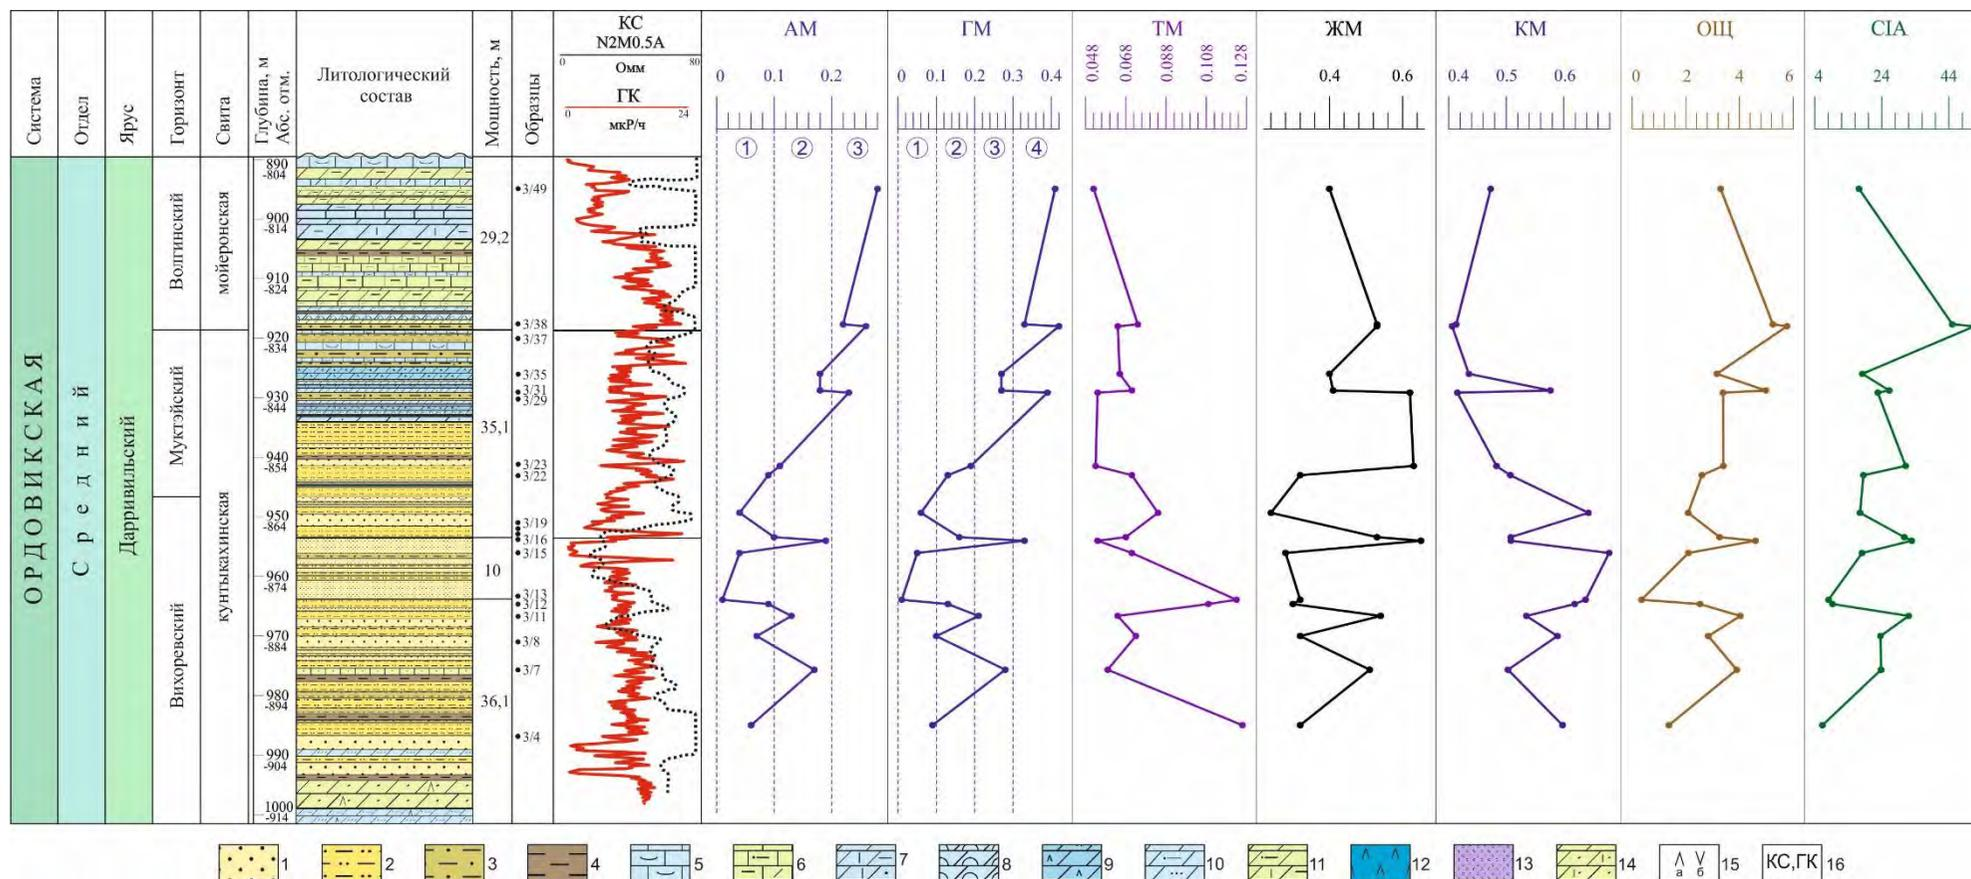 Система
Отдел
Ярус
Горизонт
Свита
Глубина, м
Абс. отм.
Литологический
состав
Мощность, м
Образцы
КС
N2M0.5A
0 80
Омм
ГК
0 24
мкР/ч
АМ
0 0.1 0.2
① ② ③
ГМ
0 0.1 0.2 0.3 0.4
① ② ③ ④
ТМ
0.048 0.068 0.088 0.108 0.128
ЖМ
0.4 0.6
КМ
0.4 0.5 0.6
ОЩ
0 2 4 6
CIA
4 24 44
ОРДОВИКСКАЯ
Средний
Дарривильский
Волгинский
Муктэйский
Вихоревский
мойеронская
кунтыкахинская
890
-804
900
-814
910
-824
920
-834
930
-844
940
-854
950
-864
960
-874
970
-884
980
-894
990
-904
1000
-914
29,2
35,1
10
36,1
3/49
3/38
3/37
3/35
3/31
3/29
3/23
3/22
3/19
3/16
3/15
3/13
3/12
3/11
3/8
3/7
3/4
1 2 3 4 5 6 7 8 9 10 11 12 13 14 а б 15 КС,ГК 16